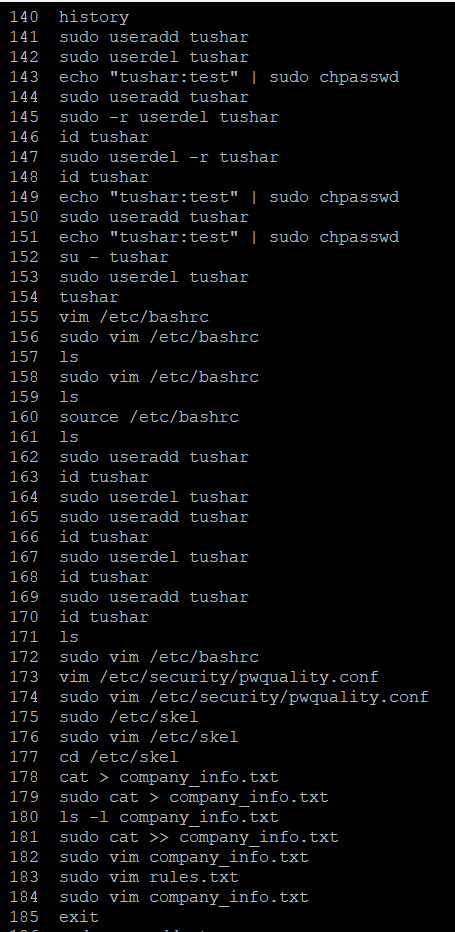 140 history
141 sudo useradd tushar
142 sudo userdel tushar
143 echo "tushar:test" | sudo chpasswd
144 sudo useradd tushar
145 sudo -r userdel tushar
146 id tushar
147 sudo userdel -r tushar
148 id tushar
149 echo "tushar:test" | sudo chpasswd
150 sudo useradd tushar
151 echo "tushar:test" | sudo chpasswd
152 su - tushar
153 sudo userdel tushar
154 tushar
155 vim /etc/bashrc
156 sudo vim /etc/bashrc
157 ls
158 sudo vim /etc/bashrc
159 ls
160 source /etc/bashrc
161 ls
162 sudo useradd tushar
163 id tushar
164 sudo userdel tushar
165 sudo useradd tushar
166 id tushar
167 sudo userdel tushar
168 id tushar
169 sudo useradd tushar
170 id tushar
171 ls
172 sudo vim /etc/bashrc
173 vim /etc/security/pwquality.conf
174 sudo vim /etc/security/pwquality.conf
175 sudo /etc/skel
176 sudo vim /etc/skel
177 cd /etc/skel
178 cat > company_info.txt
179 sudo cat > company_info.txt
180 ls -l company_info.txt
181 sudo cat >> company_info.txt
182 sudo vim company_info.txt
183 sudo vim rules.txt
184 sudo vim company_info.txt
185 exit